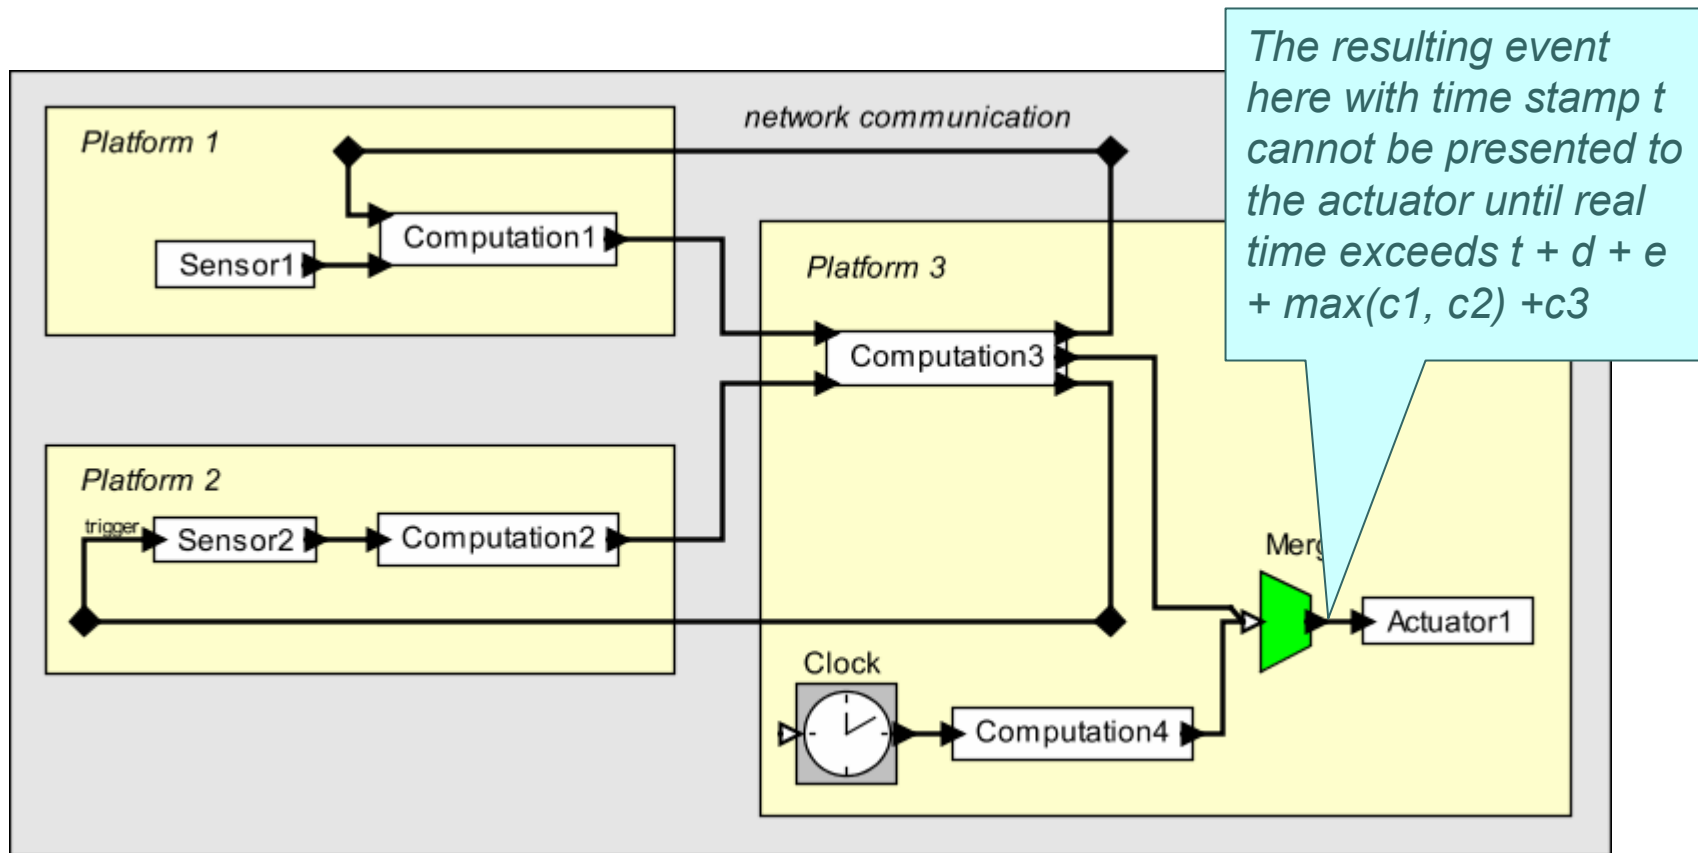 The resulting event
here with time stamp t
cannot be presented to
the actuator until real
time exceeds t + d + e
+ max(c1, c2) +c3
network communication
Platform 1
Computation1
Sensor1
Platform 3
Computation3
Platform 2
trigger
Sensor2
Computation2
Actuator1
Clock
Computation4